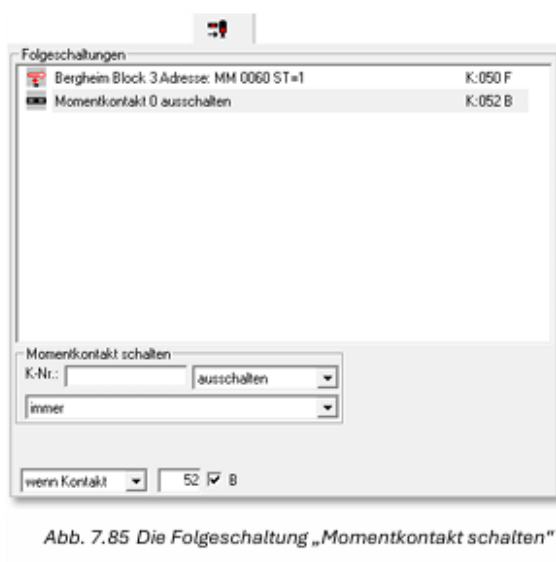 Folgeschaltungen
Bergheim Block 3 Adresse: MM 0060 ST=1 K:050 F
Momentkontakt 0 ausschalten K:052 B
Momentkontakt schalten
K-Nr.: ausschalten
immer
wenn Kontakt 52 B
Abb. 7.85 Die Folgeschaltung „Momentkontakt schalten"